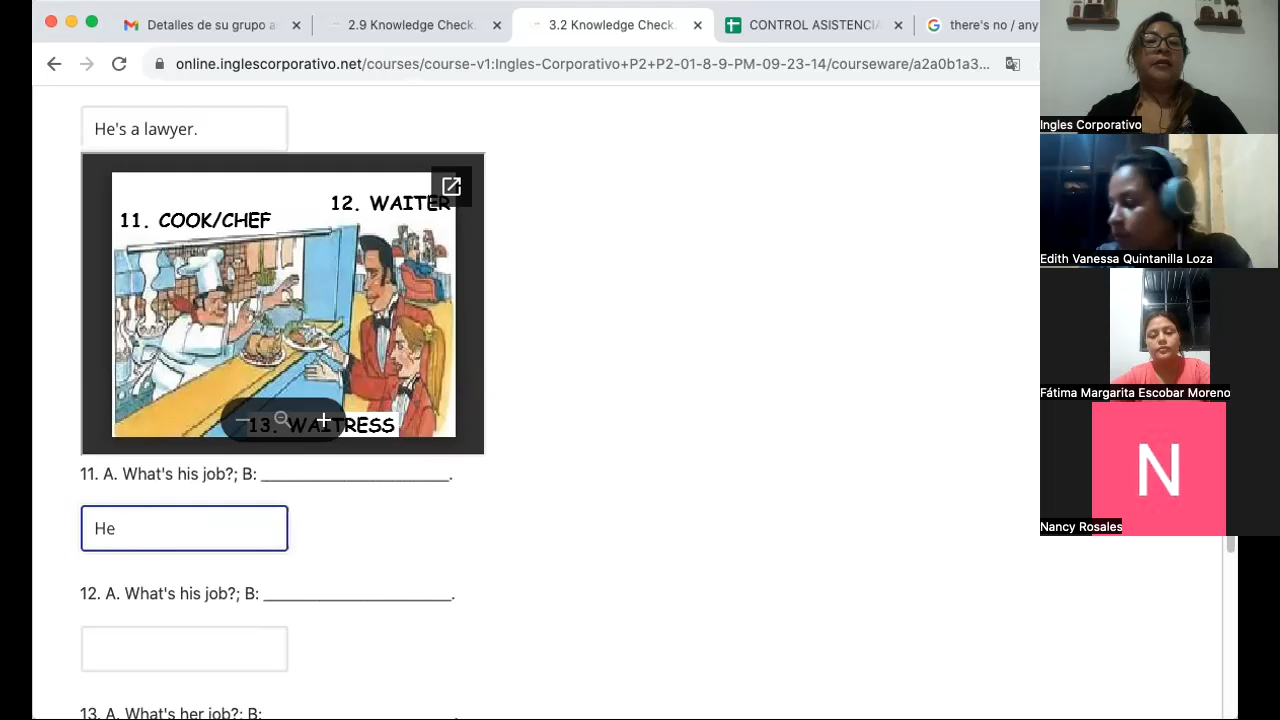 Detalles de su grupo a
2.9 Knowledge Check
3.2 Knowledge Check.
CONTROL ASISTENCIA
there's no / any
online.inglescorporativo.net/courses/course-v1:Ingles-Corporativo+P2+P2-01-8-9-PM-09-23-14/courseware/a2a0b1a3...
He's a lawyer.
12. WAITER
11. COOK/CHEF
13. WAITRESS
11. A. What's his job?; B: ________________________.
He
12. A. What's his job?; B: ________________________.
13. A. What's her job?; B: ________________________.
Ingles Corporativo
Edith Vanessa Quintanilla Loza
Fátima Margarita Escobar Moreno
N
Nancy Rosales